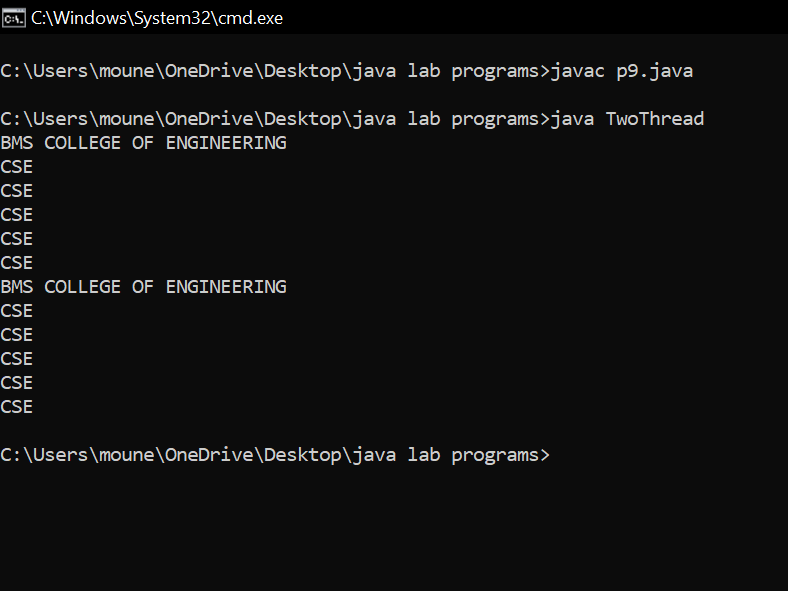 C:\Windows\System32\cmd.exe
C:\Users\moune\OneDrive\Desktop\java lab programs>javac p9.java
C:\Users\moune\OneDrive\Desktop\java lab programs>java TwoThread
BMS COLLEGE OF ENGINEERING
CSE
CSE
CSE
CSE
CSE
BMS COLLEGE OF ENGINEERING
CSE
CSE
CSE
CSE
CSE
C:\Users\moune\OneDrive\Desktop\java lab programs>